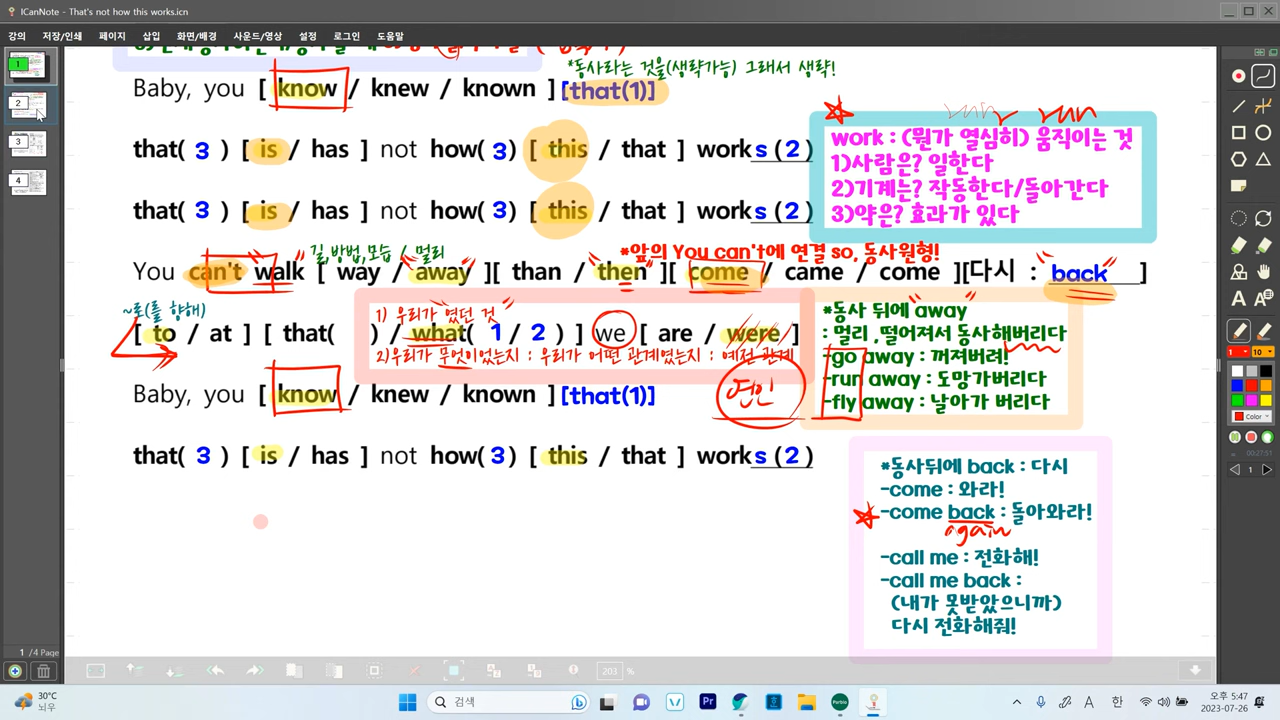 ICanNote - That's not how this works.icn
강의 저장/인쇄 페이지 삽입 화면/배경 사운드/영상 설정 로그인 도움말
*동사라는 것을(생략가능) 그래서 생략!
Baby, you [ know / knew / known ][that(1)]
that( 3 ) [ is / has ] not how(3) [ this / that ] works (2)
that( 3 ) [ is / has ] not how(3) [ this / that ] works (2)
run run
work : (뭔가 열심히) 움직이는 것
1)사람은? 일한다
2)기계는? 작동한다/돌아간다
3)약은? 효과가 있다
길,방법,모습 / 멀리
*앞의 You can't에 연결 so, 동사원형!
You can't walk [ way / away ][ than / then ][ come / came / come ][다시 : back ]
~로(를 향해)
1) 우리가 였던 것
[ to / at ] [ that( ) / what( 1 / 2 ) ] we [ are / were ]
2)우리가 무엇이었는지 : 우리가 어떤 관계였는지 : 예전 관계
연인
Baby, you [ know / knew / known ][that(1)]
that( 3 ) [ is / has ] not how(3) [ this / that ] works (2)
*동사 뒤에 away
: 멀리 ,떨어져서 동사해버리다
-go away : 꺼져버려!
-run away : 도망가버리다
-fly away : 날아가 버리다
*동사뒤에 back : 다시
-come : 와라!
-come back : 돌아와라!
again
-call me : 전화해!
-call me back :
(내가 못받았으니까)
다시 전화해줘!
1
2
3
4
1 /4 Page
203 %
1 10
Color
00:27:51
1
30°C
뇌우
검색
Pr
A 한
오후 5:47
2023-07-26